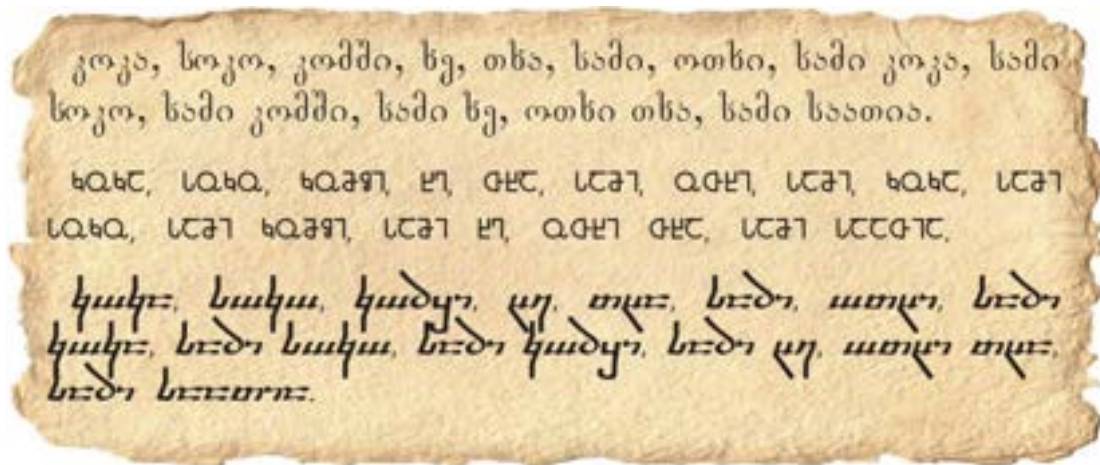 კოკა, სოკო, კომში, ხე, თხა, სამი, ოთხი, სამი კოკა, სამი
სოკო, სამი კომში, სამი ხე, ოთხი თხა, სამი საათია.
ႩႭႩႠ, ႱႭႩႭ, ႩႭႫႸႨ, ႾႤ, ႧႾႠ, ႱႠႫႨ, ႭႧႾႨ, ႱႠႫႨ, ႩႭႩႠ, ႱႠႫႨ
ႱႭႩႭ, ႱႠႫႨ ႩႭႫႸႨ, ႱႠႫႨ ႾႤ, ႭႧႾႨ ႧႾႠ, ႱႠႫႨ ႱႠႠႧႨႠ.
ⴉⴍⴉⴀ, ⴑⴍⴉⴍ, ⴉⴍⴋⴘⴈ, ⴞⴄ, ⴇⴞⴀ, ⴑⴀⴋⴈ, ⴍⴇⴞⴈ, ⴑⴀⴋⴈ
ⴉⴍⴉⴀ, ⴑⴀⴋⴈ ⴑⴍⴉⴍ, ⴑⴀⴋⴈ ⴉⴍⴋⴘⴈ, ⴑⴀⴋⴈ ⴞⴄ, ⴍⴇⴞⴈ ⴇⴞⴀ,
ⴑⴀⴋⴈ ⴑⴀⴀⴇⴈⴀ.